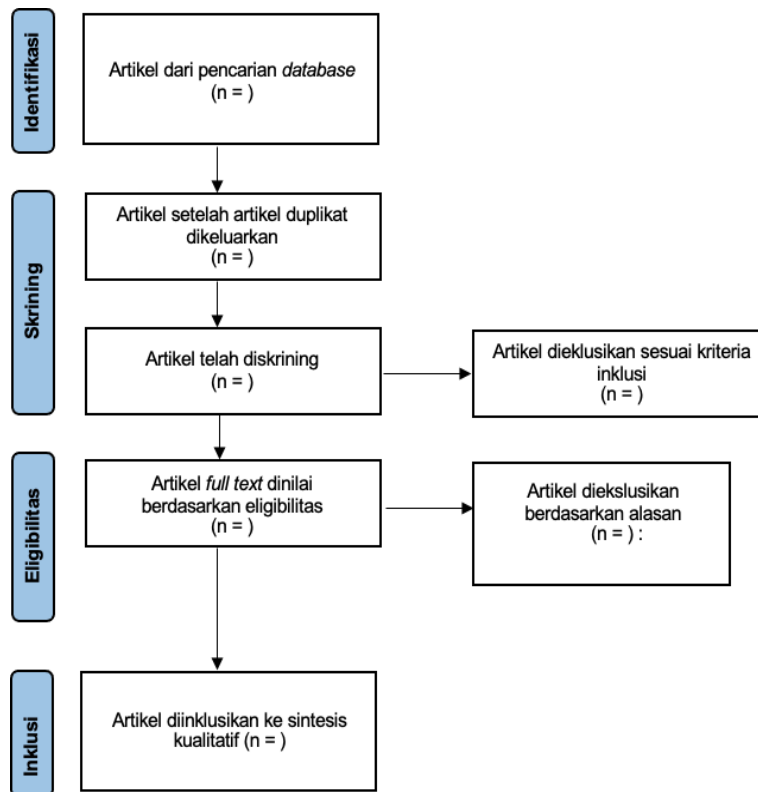 Identifikasi
Artikel dari pencarian database
(n = )
Skrining
Artikel setelah artikel duplikat
dikeluarkan
(n = )
Artikel telah diskrining
(n = )
Artikel dieklusikan sesuai kriteria
inklusi
(n = )
Eligibilitas
Artikel full text dinilai
berdasarkan eligibilitas
(n = )
Artikel diekslusikan
berdasarkan alasan
(n = ) :
Inklusi
Artikel diinklusikan ke sintesis
kualitatif (n = )